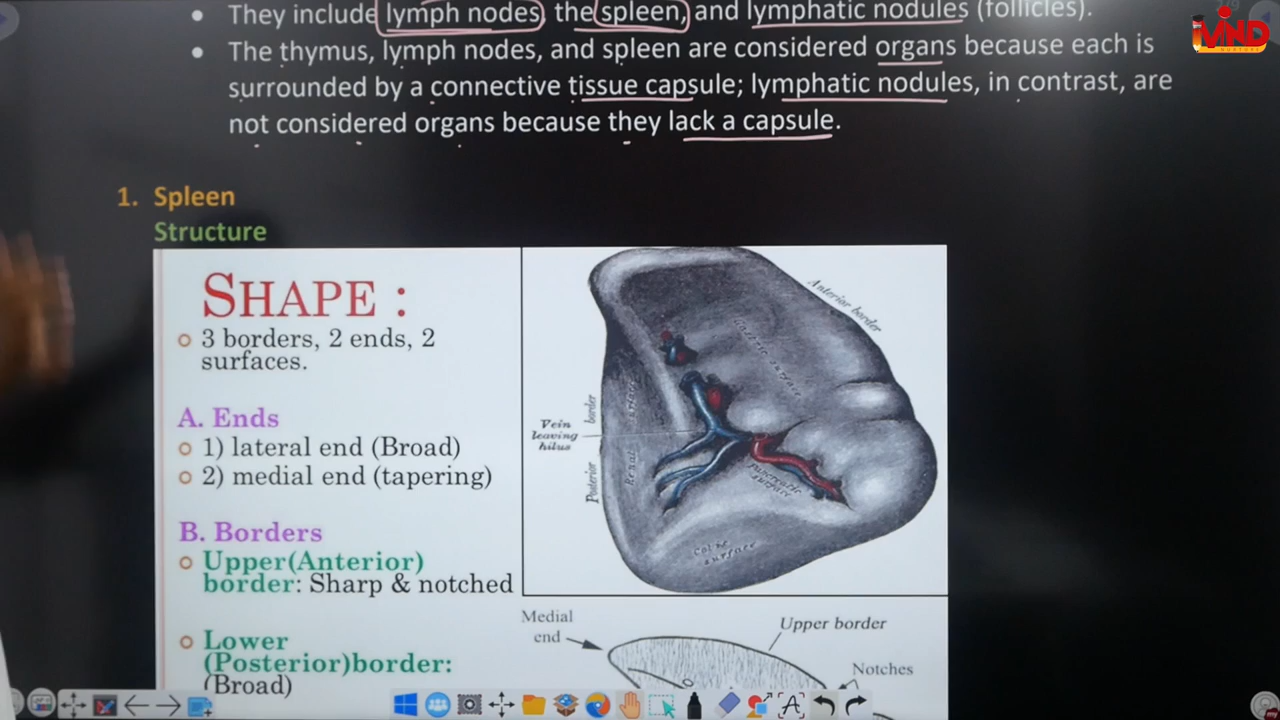 • They include lymph nodes, the spleen, and lymphatic nodules (follicles).
• The thymus, lymph nodes, and spleen are considered organs because each is
surrounded by a connective tissue capsule; lymphatic nodules, in contrast, are
not considered organs because they lack a capsule.
MIND
1. Spleen
Structure
SHAPE :
3 borders, 2 ends, 2
surfaces.
A. Ends
1) lateral end (Broad)
2) medial end (tapering)
B. Borders
Upper(Anterior)
border: Sharp & notched
Lower
(Posterior)border:
(Broad)
Anterior border
Gastric surface
Vein
leaving
hilus
Posterior border
Renal surface
Pancreatic
surface
Colic
surface
Medial
end
Upper border
Notches